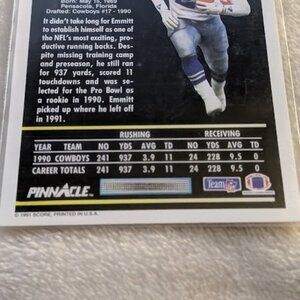 Born: May 15, 1969
Pensacola, Florida
Drafted: Cowboys #17 - 1990
It didn't take long for Emmitt
to establish himself as one of
the NFL's most exciting, pro-
ductive running backs. Des-
pite missing training camp
and preseason, he still ran
for 937 yards, scored 11
touchdowns and was se-
lected for the Pro Bowl as
a rookie in 1990. Emmitt
picked up where he left off
in 1991.
RUSHING RECEIVING
YEAR TEAM NO YDS AVG TD NO YDS AVG TD
1990 COWBOYS 241 937 3.9 11 24 228 9.5 0
CAREER TOTALS 241 937 3.9 11 24 228 9.5 0
PINNACLE
Team NFL
© 1991 SCORE, PRINTED IN U.S.A.